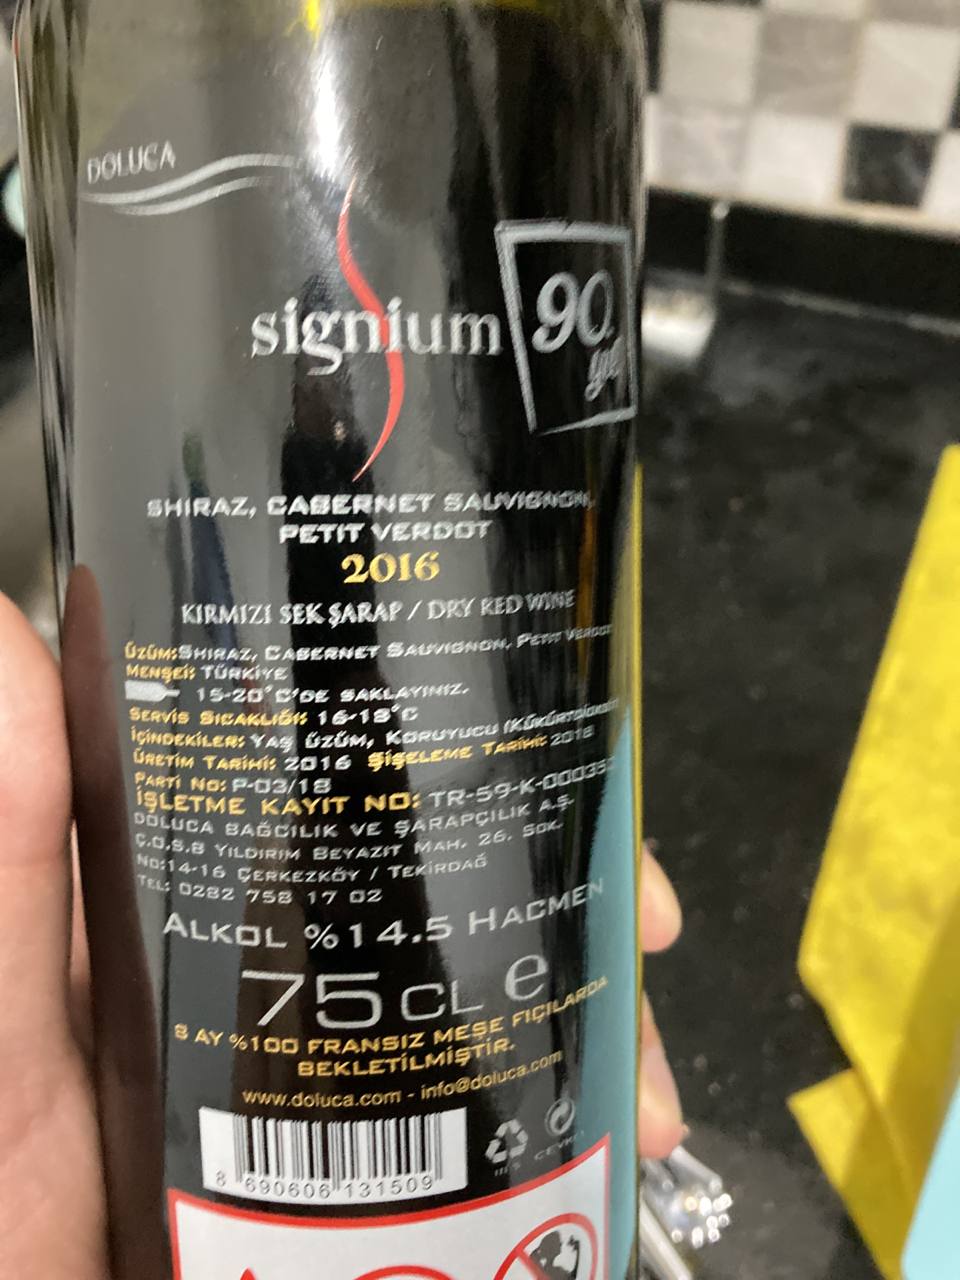 DOLUCA
signium
90.
yıl
SHIRAZ, CABERNET SAUVIGNON,
PETIT VERDOT
2016
KIRMIZI SEK ŞARAP / DRY RED WINE
ÜZÜM: SHIRAZ, CABERNET SAUVIGNON, PETIT VERDOT
MENŞEİ: TÜRKİYE
15-20°C'DE SAKLAYINIZ.
SERVİS SICAKLIĞI: 16-18°C
İÇİNDEKİLER: YAŞ ÜZÜM, KORUYUCU
ÜRETİM TARİHİ: 2016 ŞİŞELEME TARİHİ: 2018
PARTİ NO: P-03/18
İŞLETME KAYIT NO:
DOLUCA BAĞCILIK VE ŞARAPÇILIK A.Ş.
Ç.O.S.B YILDIRIM BEYAZIT MAH. 26. SOK.
NO:14-16 ÇERKEZKÖY / TEKİRDAĞ
TEL: 0282 758 17 02
ALKOL %14.5 HACMEN
75 CL e
8 AY %100 FRANSIZ MEŞE FIÇILARDA
BEKLETİLMİŞTİR.
www.doluca.com - info@doluca.com
8 690606 131509